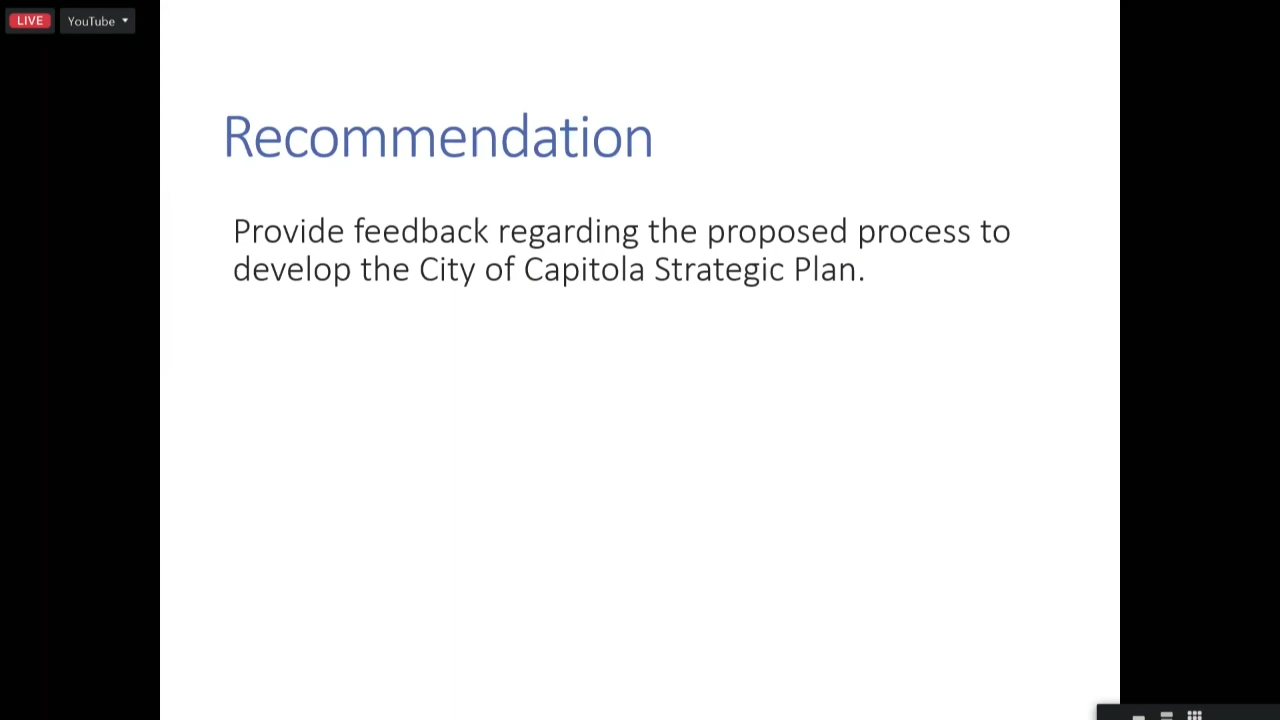 LIVE
YouTube
Recommendation
Provide feedback regarding the proposed process to
develop the City of Capitola Strategic Plan.